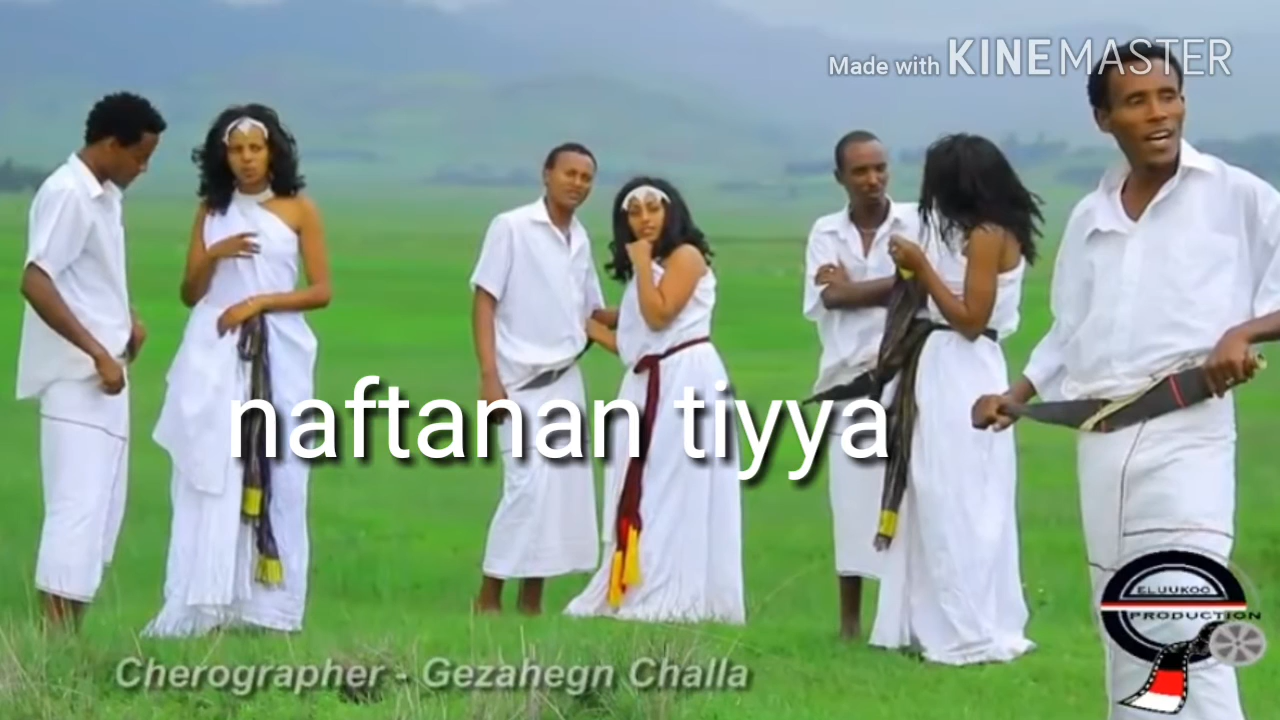 Made with KINEMASTER
naftanan tiyya
ELUUKOO
PRODUCTION
Cherographer - Gezahegn Challa